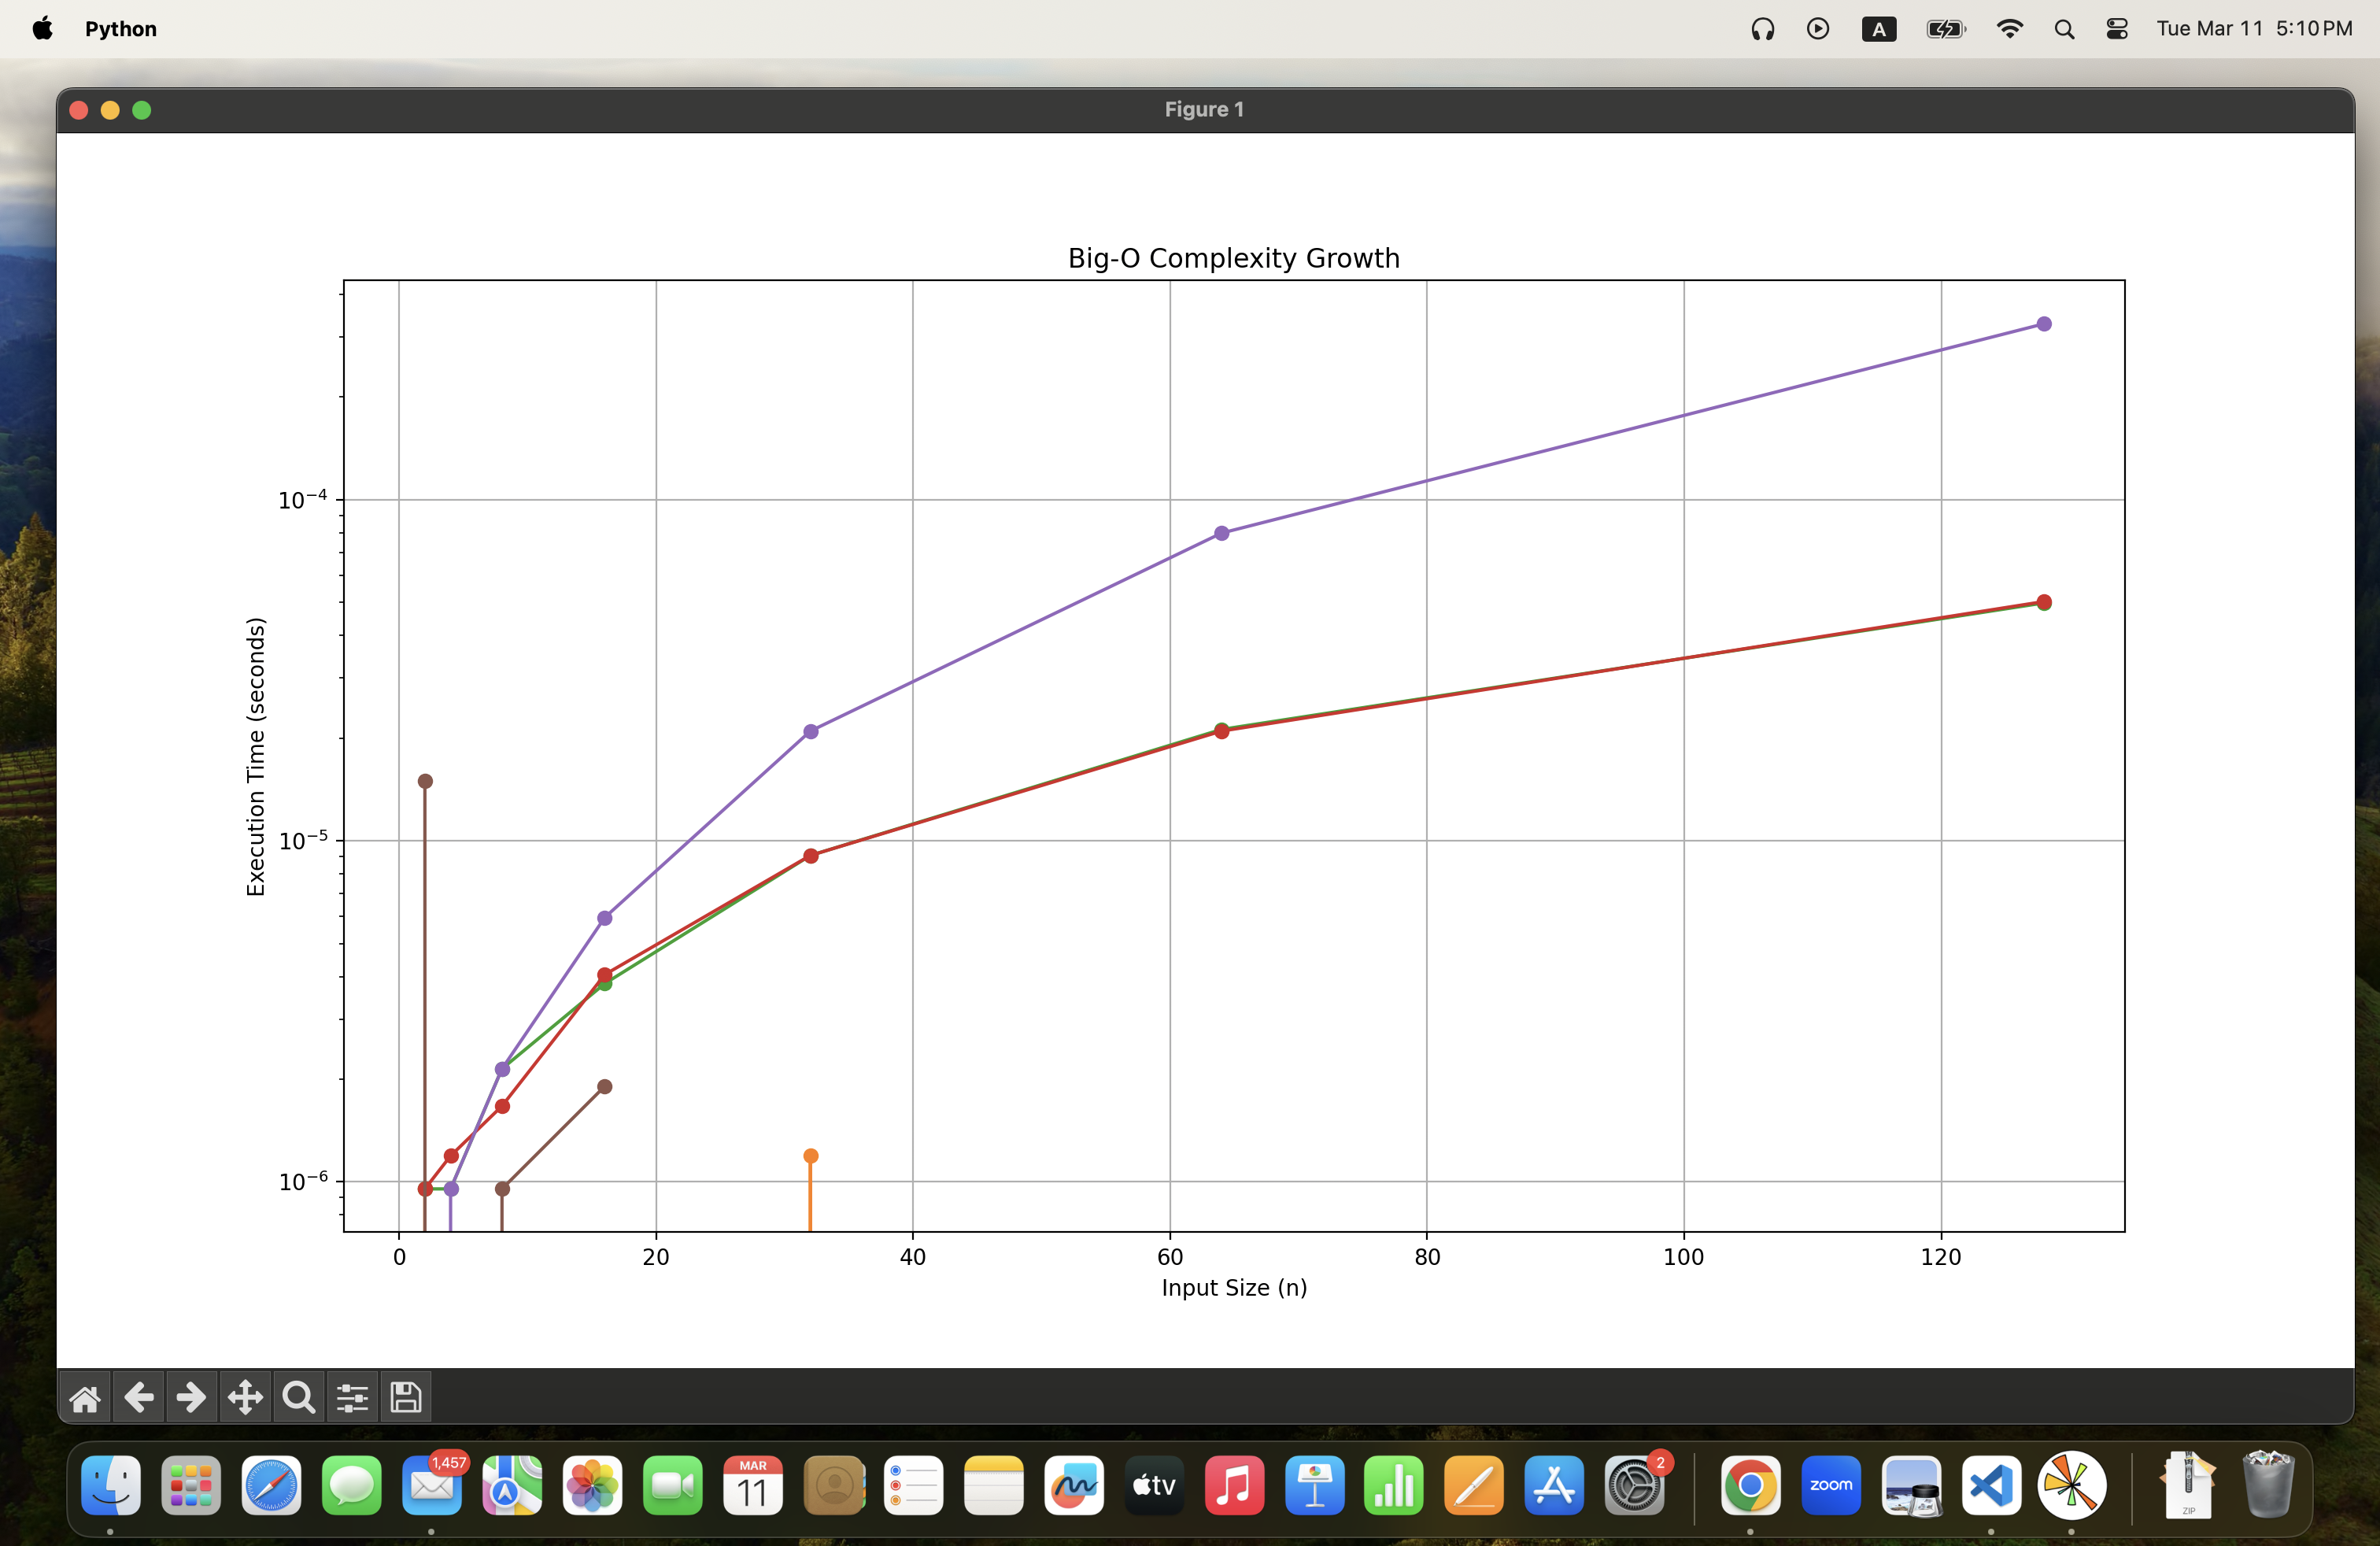 Python
A
Tue Mar 11 5:10 PM
Figure 1
Big-O Complexity Growth
10⁻⁴
10⁻⁵
10⁻⁶
Execution Time (seconds)
0 20 40 60 80 100 120
Input Size (n)
1,457
MAR
11
tv
2
zoom
ZIP